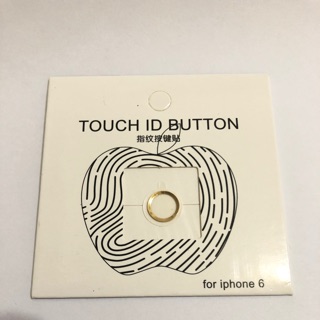 TOUCH ID BUTTON
指纹按键贴
for iphone 6